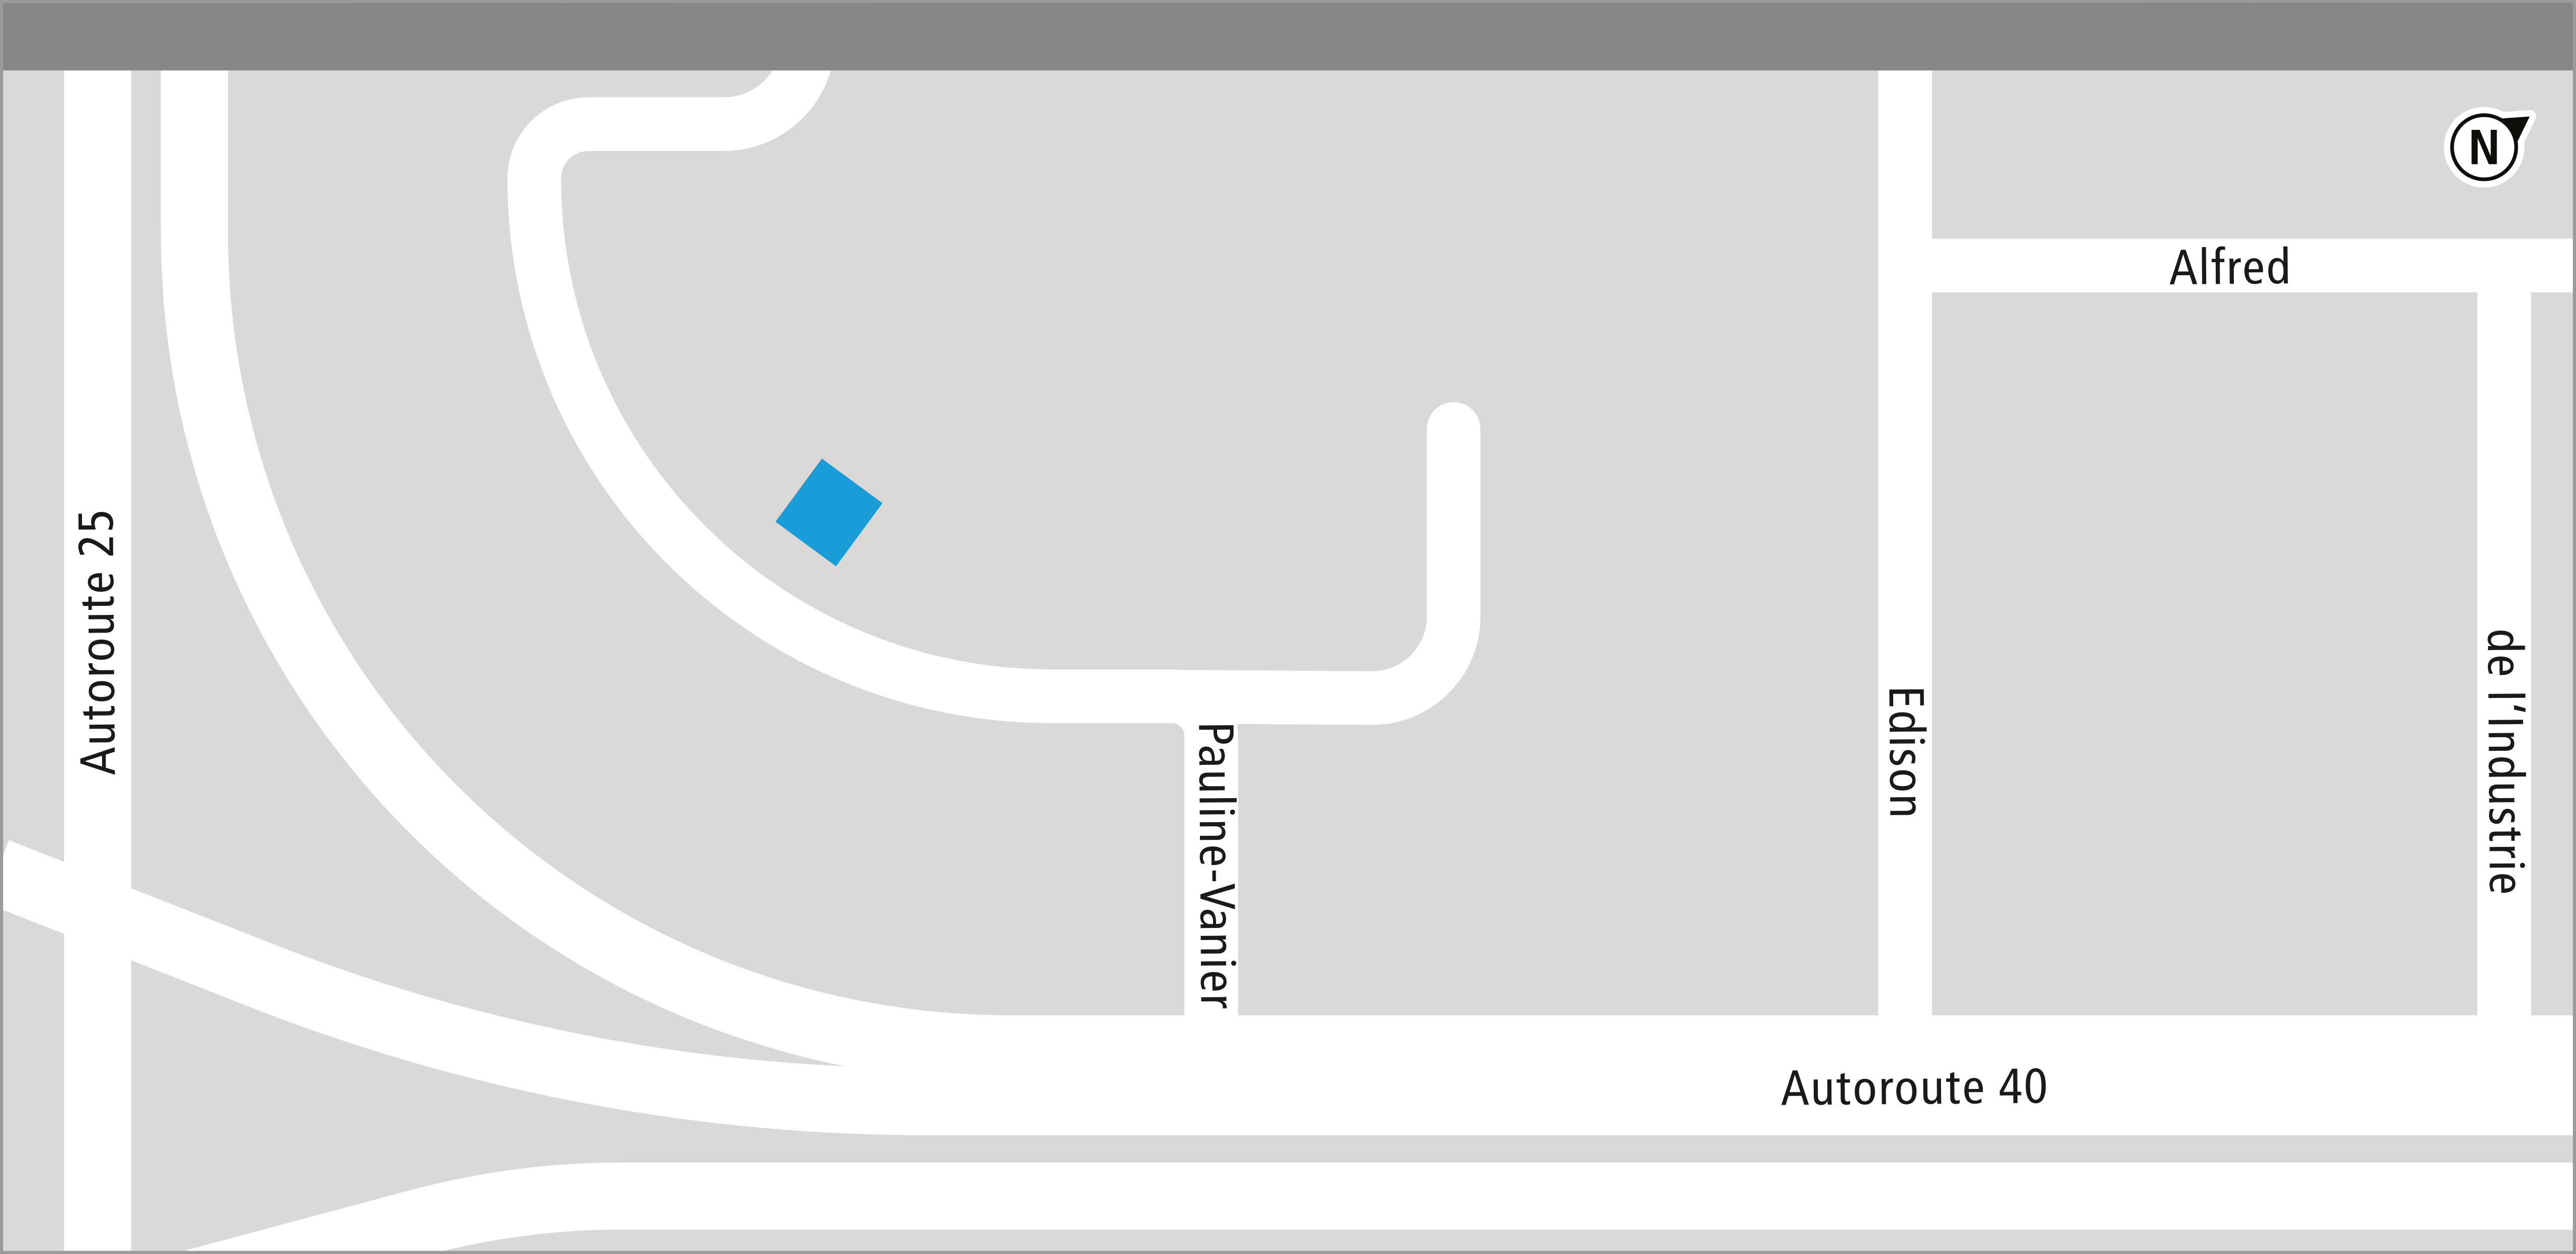 N
Alfred
Autoroute 25
de l’Industrie
Edison
Pauline-Vanier
Autoroute 40